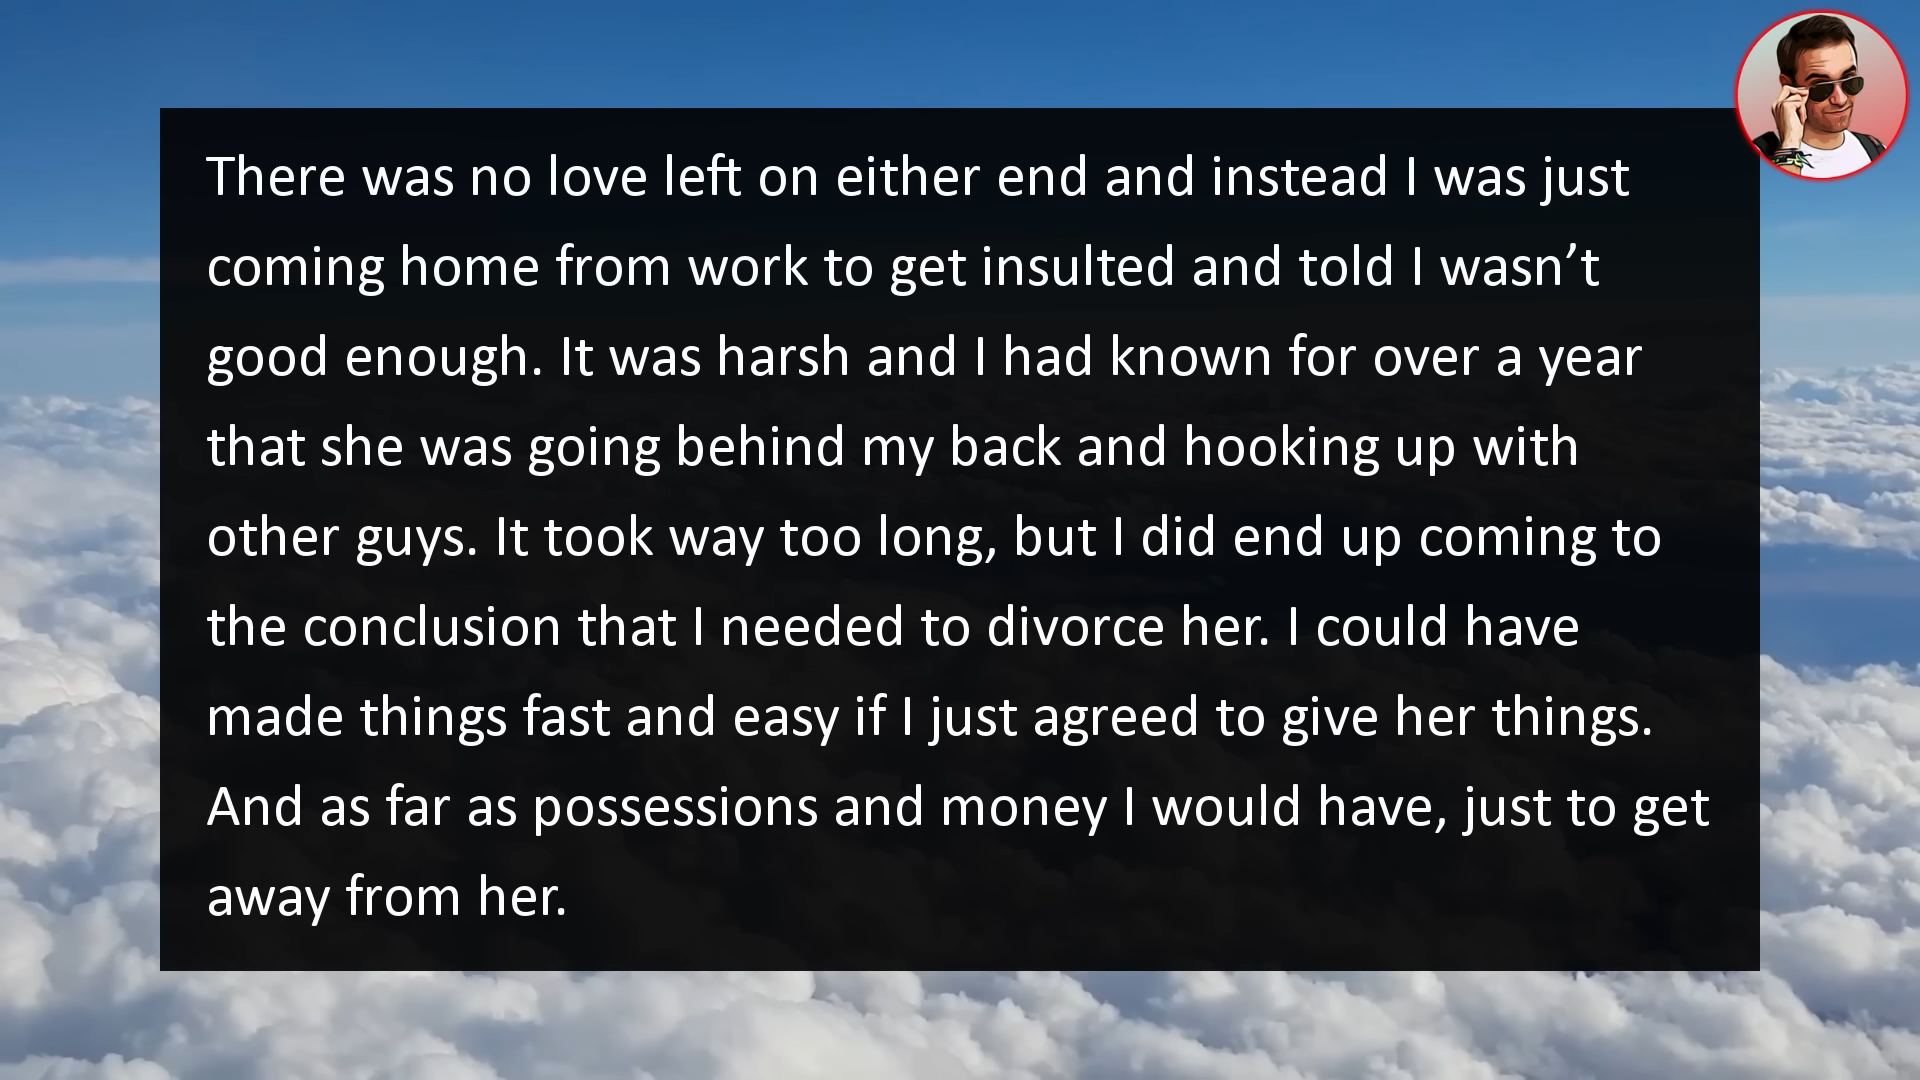 There was no love left on either end and instead I was just
coming home from work to get insulted and told I wasn’t
good enough. It was harsh and I had known for over a year
that she was going behind my back and hooking up with
other guys. It took way too long, but I did end up coming to
the conclusion that I needed to divorce her. I could have
made things fast and easy if I just agreed to give her things.
And as far as possessions and money I would have, just to get
away from her.